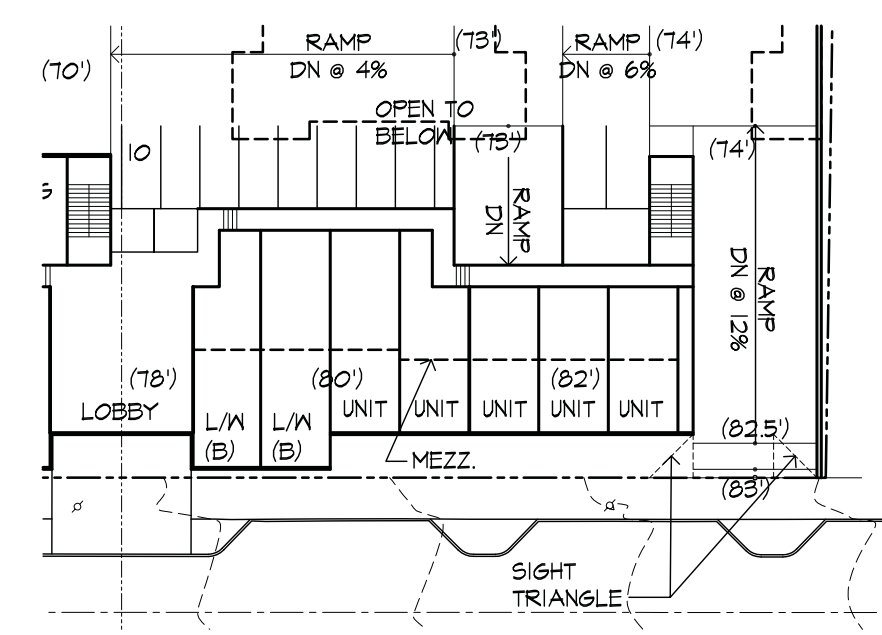 RAMP
DN @ 4%
(73')
RAMP
DN @ 6%
(74')
(70')
OPEN TO
BELOW
(73')
(74')
10
RAMP
DN
RAMP
DN @ 12%
(78')
LOBBY
(80')
(82')
L/W
(B)
L/W
(B)
UNIT
UNIT
UNIT
UNIT
UNIT
(82.5')
MEZZ.
(83')
SIGHT
TRIANGLE